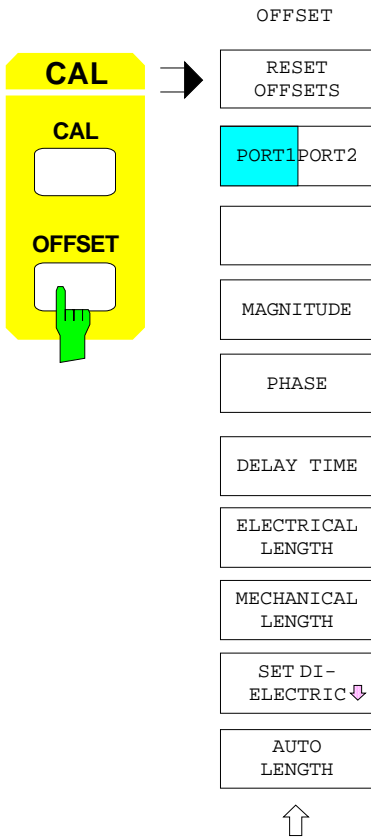 CAL
CAL
OFFSET
OFFSET
RESET
OFFSETS
PORT1 PORT2
MAGNITUDE
PHASE
DELAY TIME
ELECTRICAL
LENGTH
MECHANICAL
LENGTH
SET DI-
ELECTRIC
AUTO
LENGTH